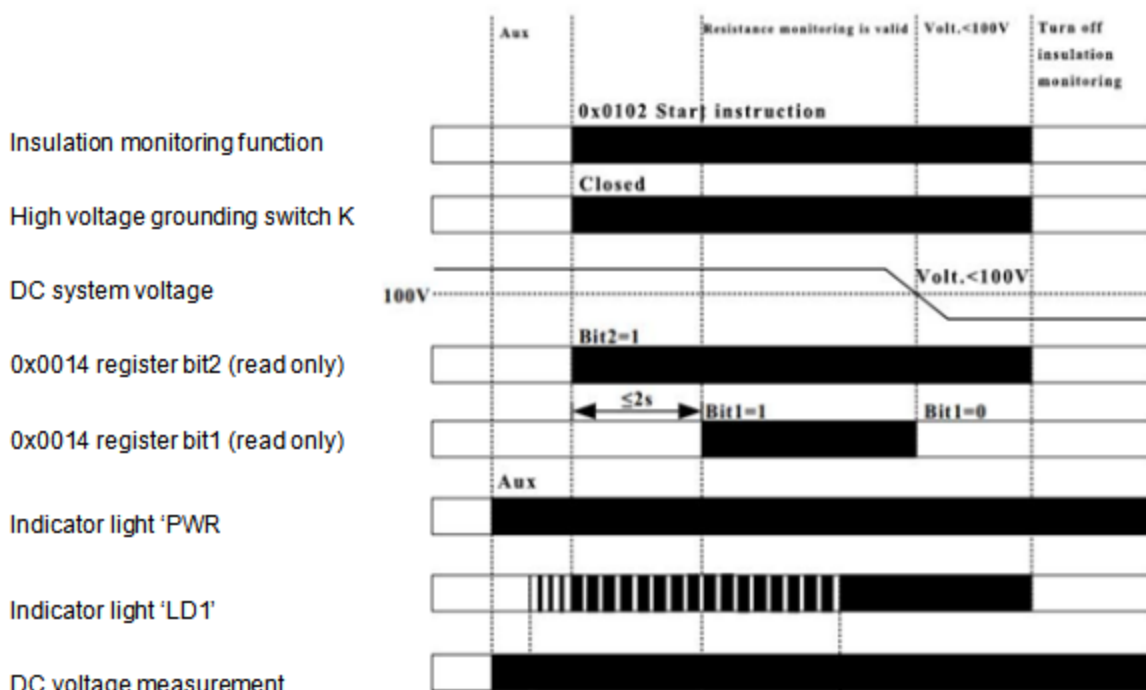 Aux
Resistance monitoring is valid
Volt.<100V
Turn off
insulation
monitoring
0x0102 Start instruction
Insulation monitoring function
Closed
High voltage grounding switch K
DC system voltage
100V
Volt.<100V
Bit2=1
0x0014 register bit2 (read only)
≤2s
Bit1=1
Bit1=0
0x0014 register bit1 (read only)
Aux
Indicator light ‘PWR
Indicator light ‘LD1’
DC voltage measurement